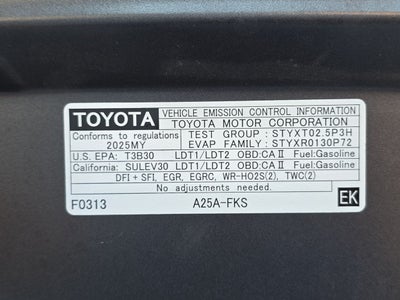 TOYOTA VEHICLE EMISSION CONTROL INFORMATION
TOYOTA MOTOR CORPORATION
Conforms to regulations TEST GROUP : STYXT02.5P3H
2025MY EVAP FAMILY : STYXR0130P72
U.S. EPA: T3B30 LDT1/LDT2 OBD:CA II Fuel:Gasoline
California: SULEV30 LDT1/LDT2 OBD:CA II Fuel:Gasoline
DFI + SFI, EGR, EGRC, WR-HO2S(2), TWC(2)
No adjustments needed.
F0313 A25A-FKS EK